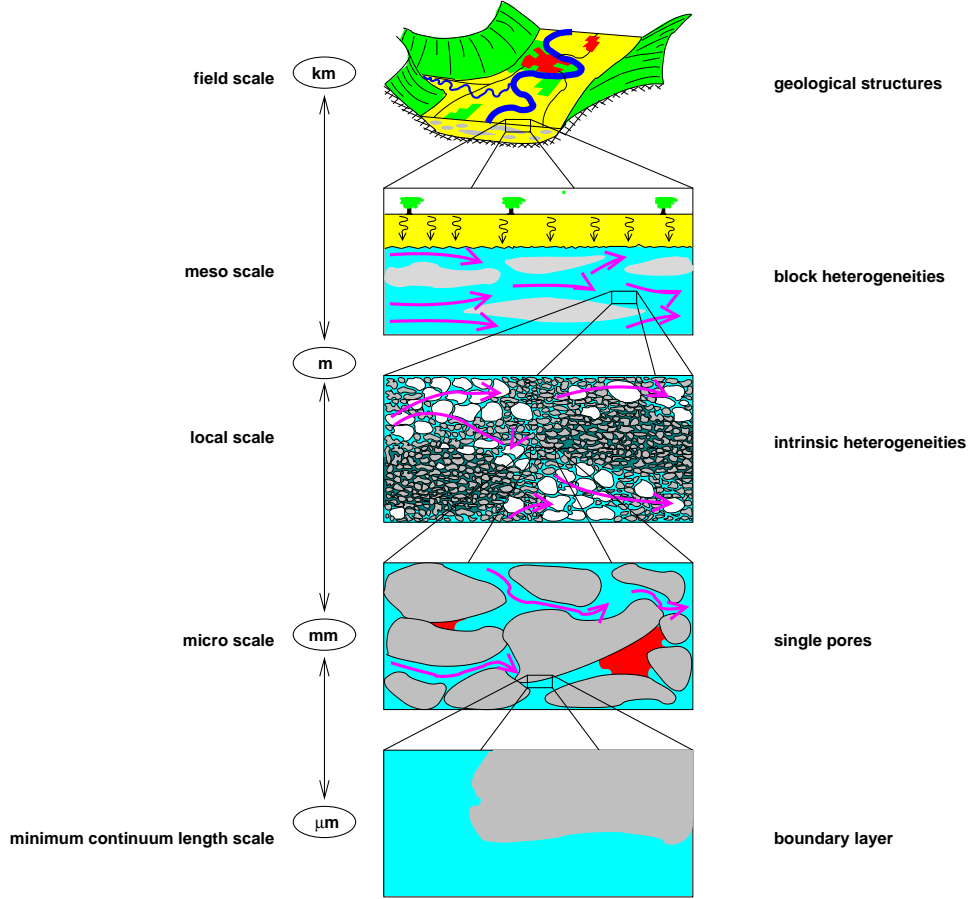 field scale
km
geological structures
meso scale
block heterogeneities
m
local scale
intrinsic heterogeneities
micro scale
mm
single pores
μm
minimum continuum length scale
boundary layer